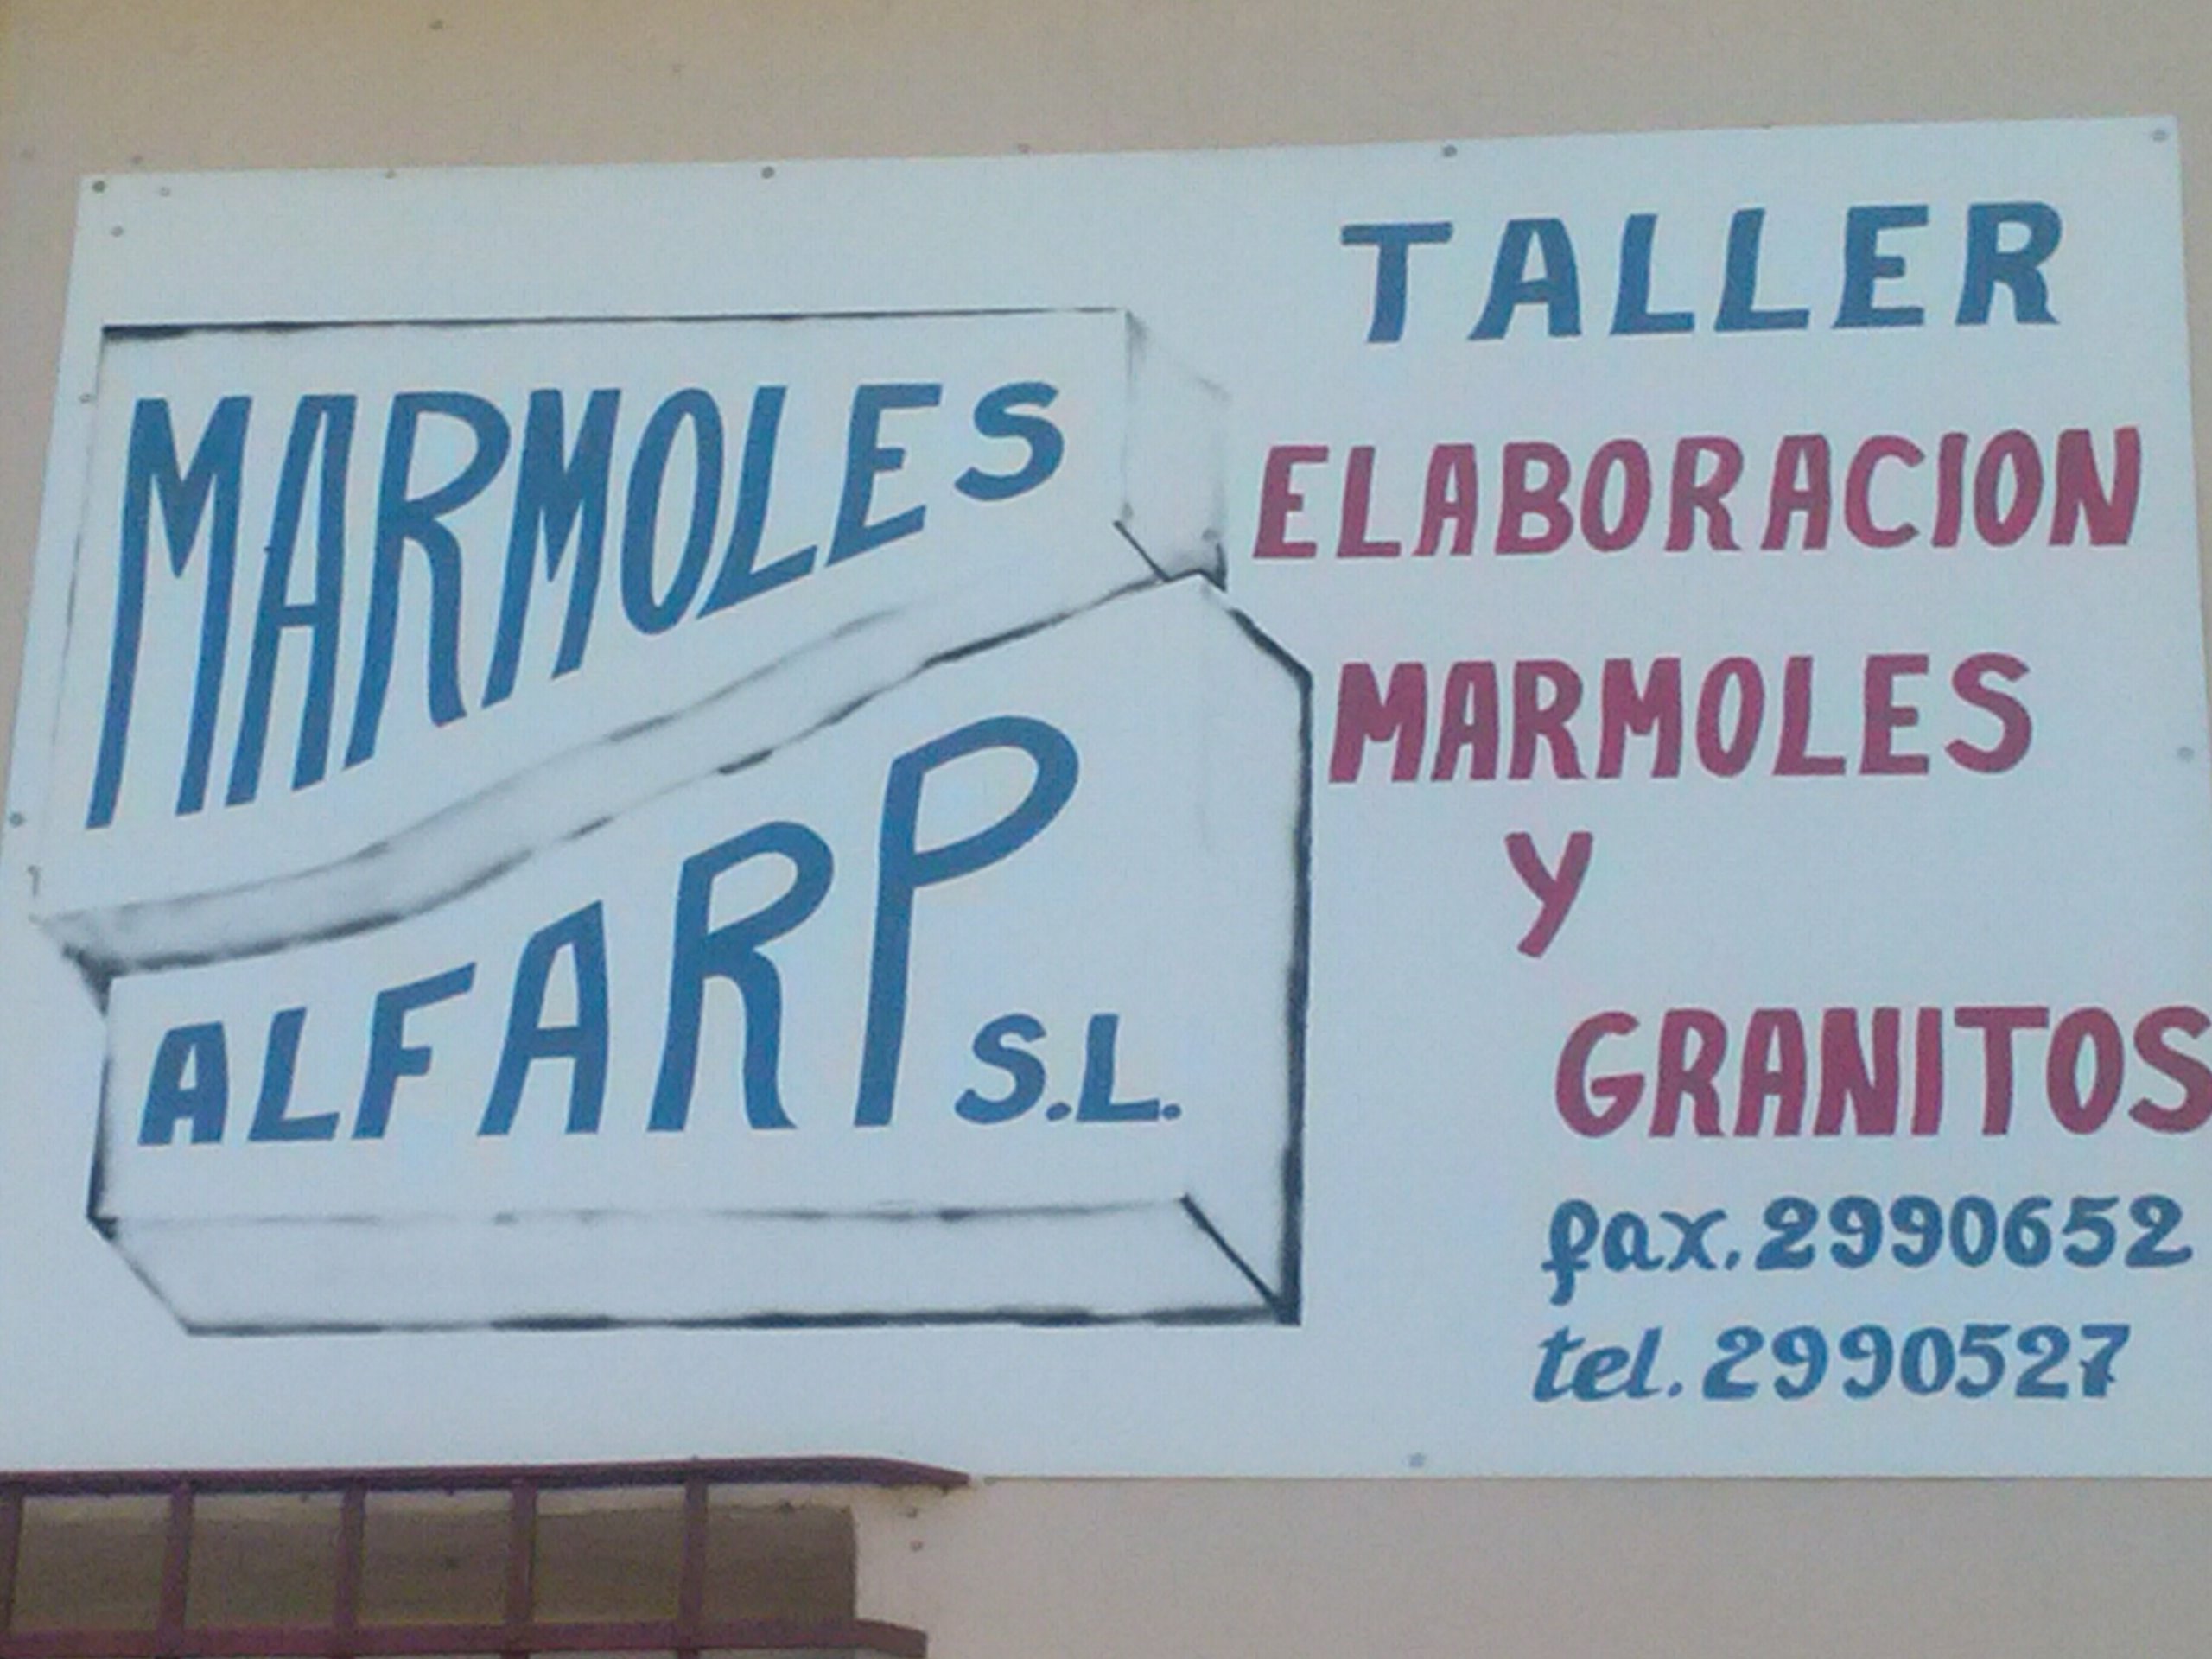 MARMOLES
ALFARP S.L.
TALLER
ELABORACION
MARMOLES
Y
GRANITOS
fax. 2990652
tel. 2990527